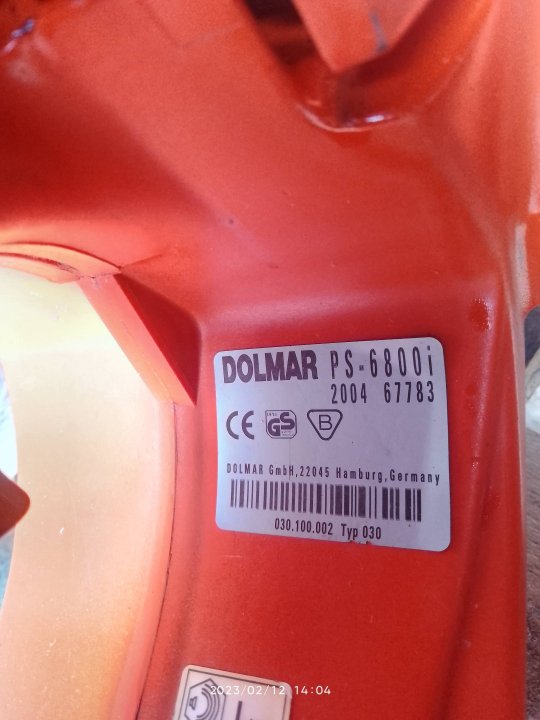 DOLMAR PS-6800i
2004 67783
CE GS B
DOLMAR GmbH,22045 Hamburg,Germany
030.100.002 Typ 030
2023/02/12 14:04